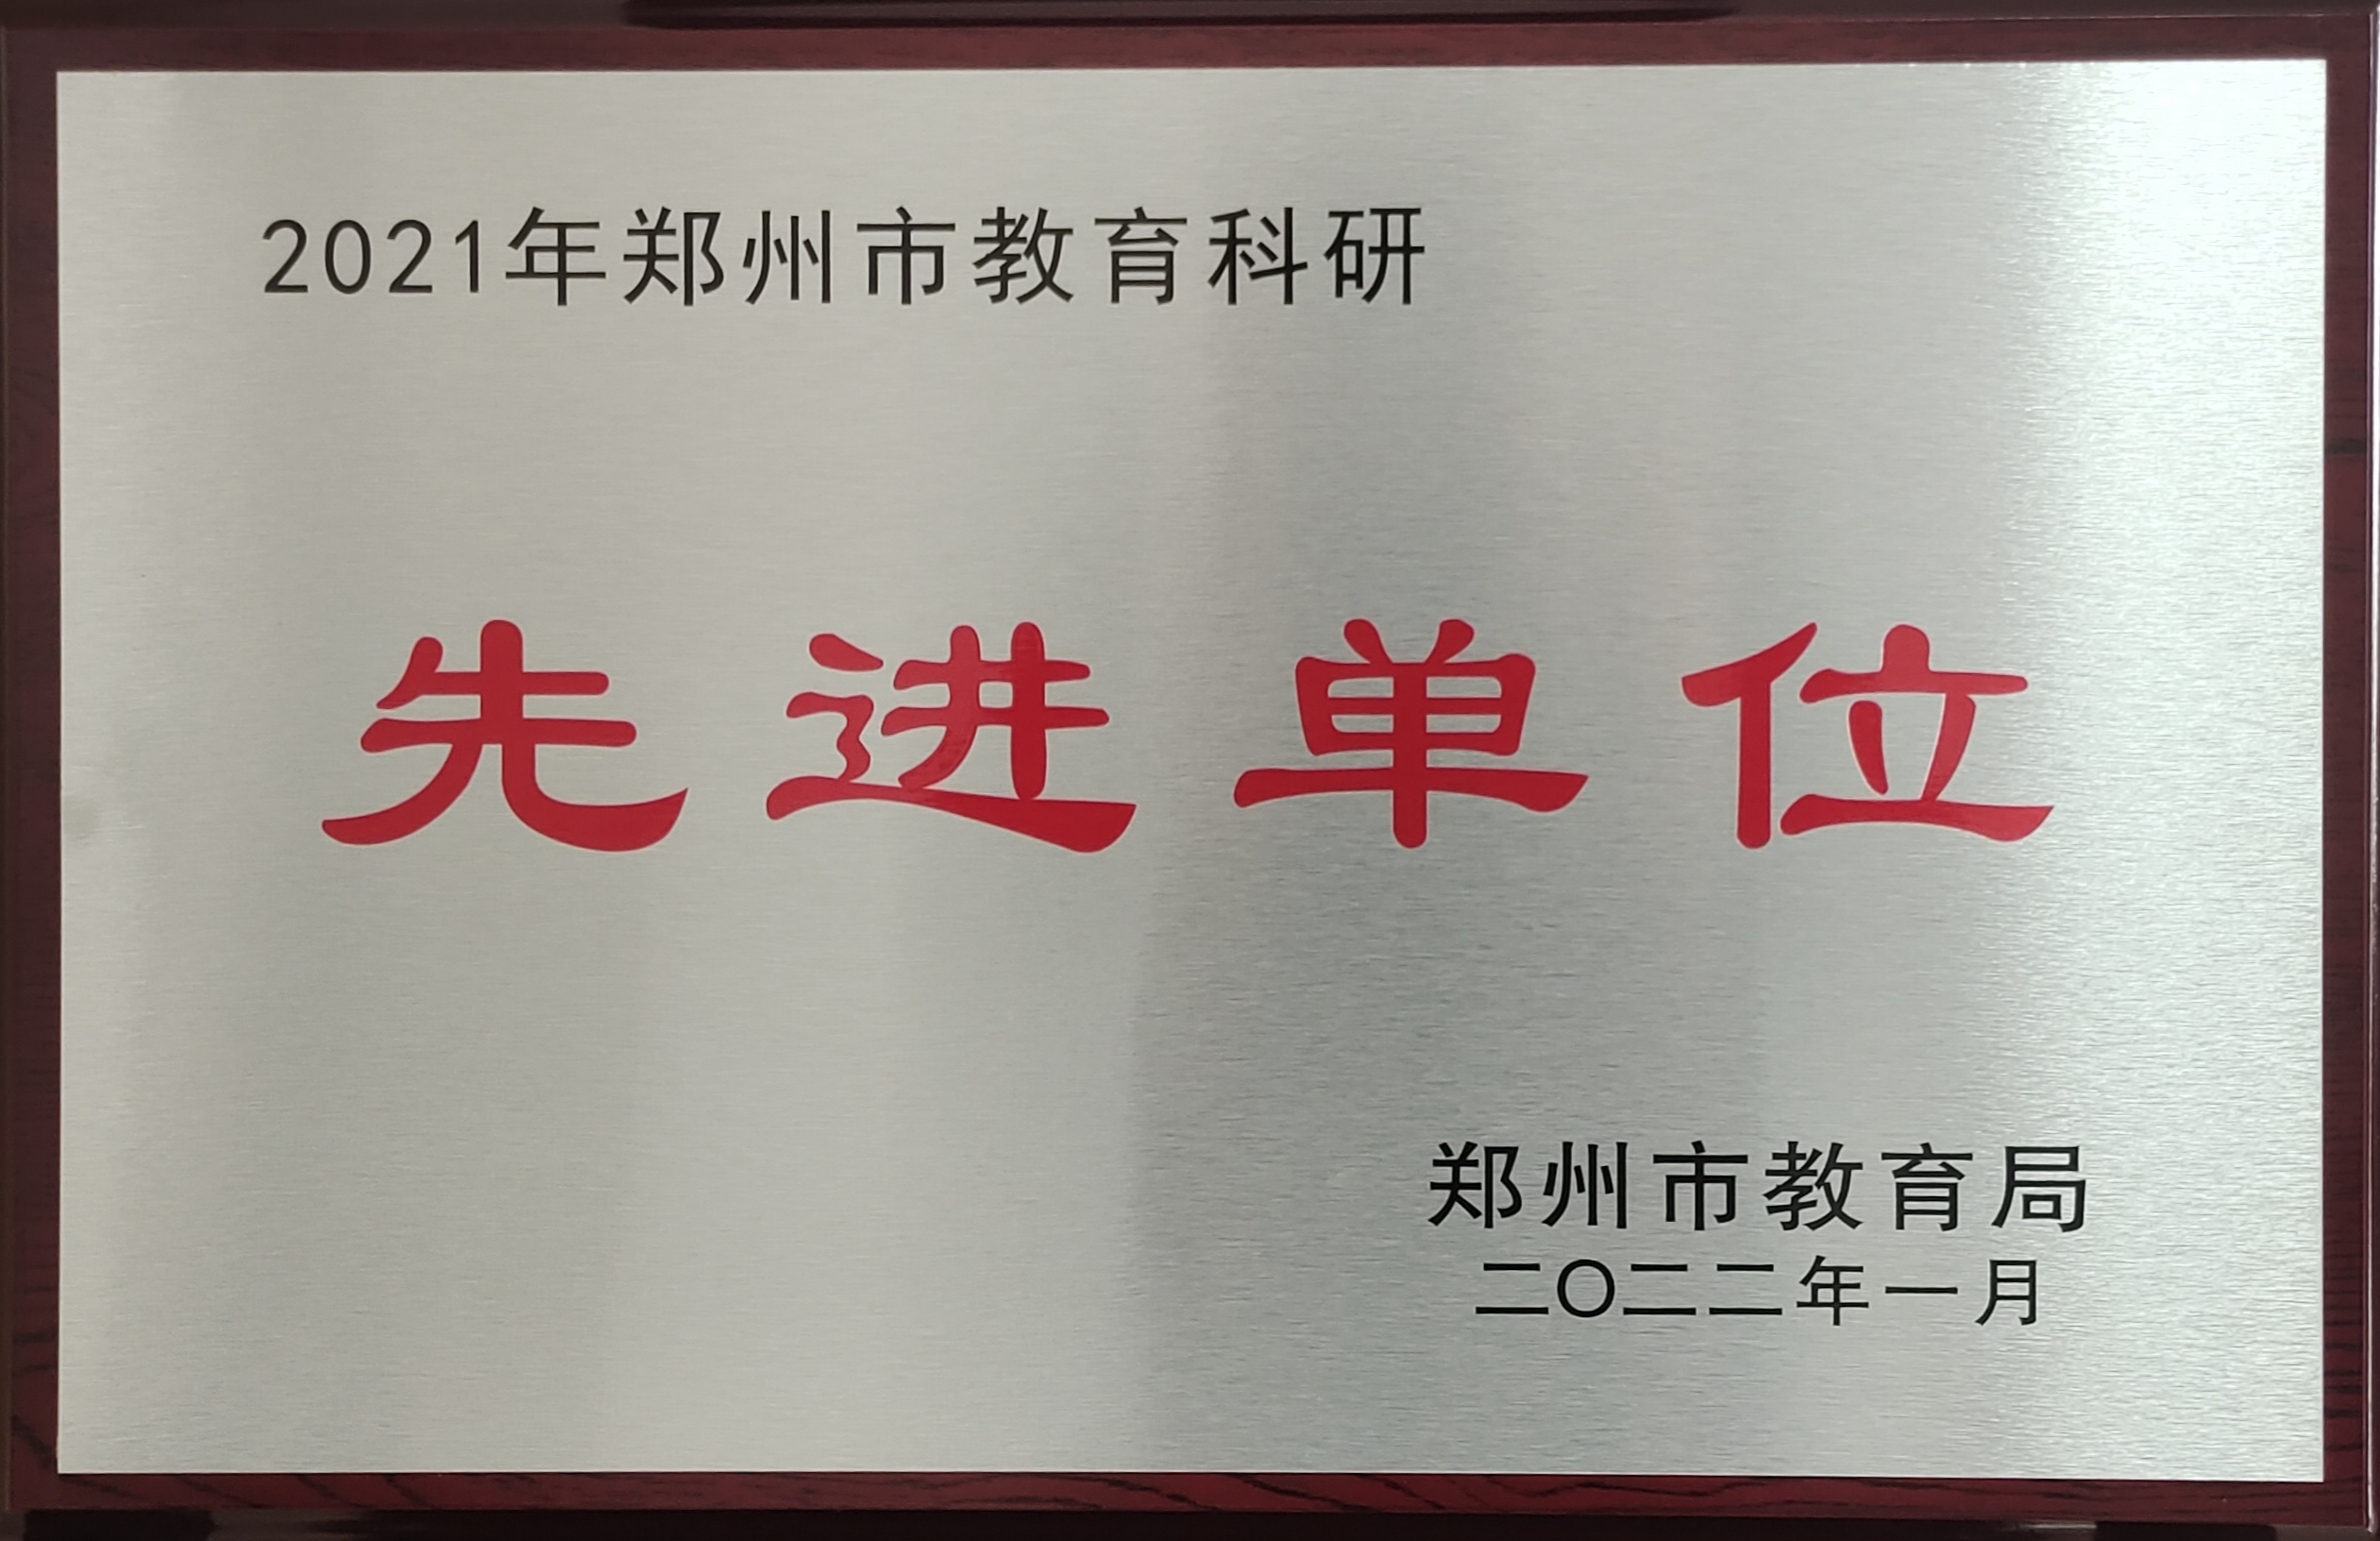 2021年郑州市教育科研
先进单位
郑州市教育局
二〇二二年一月